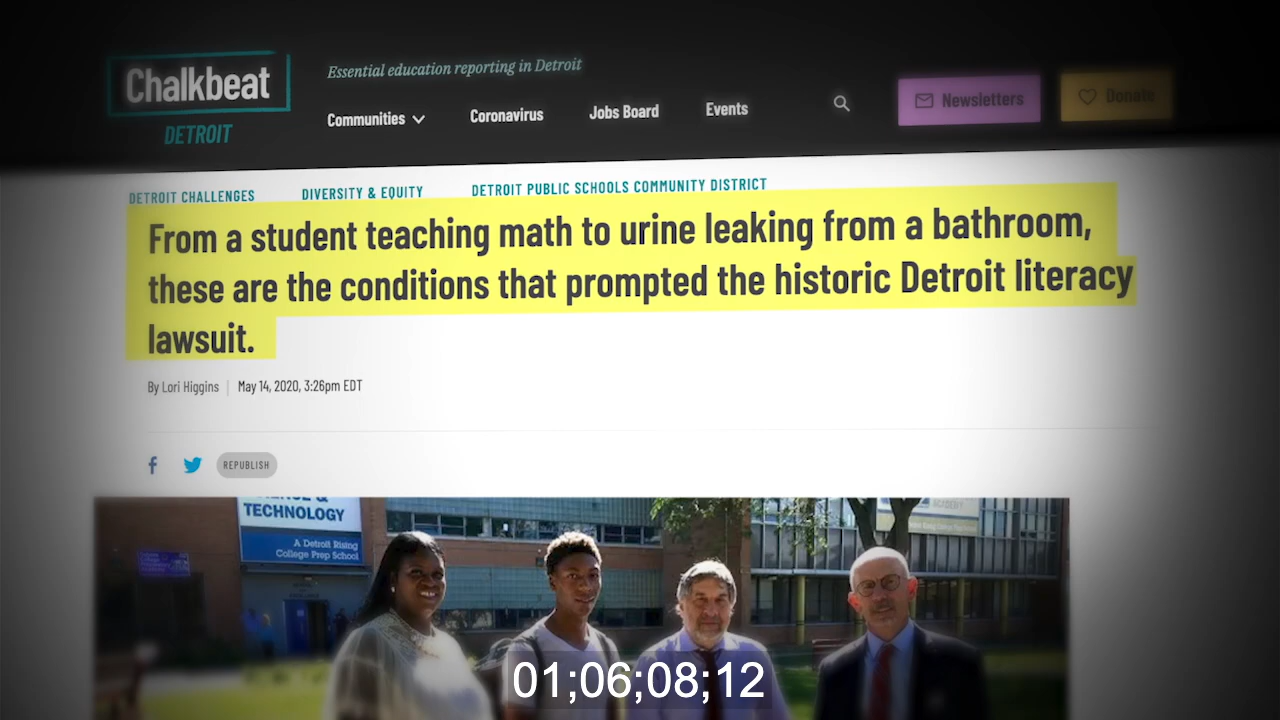 Chalkbeat
DETROIT
Essential education reporting in Detroit
Communities
Coronavirus
Jobs Board
Events
Newsletters
Donate
DETROIT CHALLENGES
DIVERSITY & EQUITY
DETROIT PUBLIC SCHOOLS COMMUNITY DISTRICT
From a student teaching math to urine leaking from a bathroom,
these are the conditions that prompted the historic Detroit literacy
lawsuit.
By Lori Higgins
May 14, 2020, 3:26pm EDT
REPUBLISH
TECHNOLOGY
A Detroit Rising
College Prep School
01;06;08;12